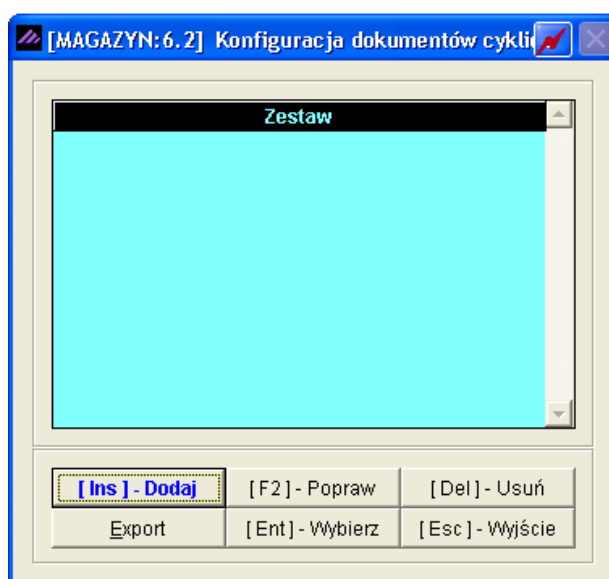 [MAGAZYN:6.2] Konfiguracja dokumentów cykli
Zestaw
[ Ins ] - Dodaj [ F2 ] - Popraw [ Del ] - Usuń
Export [ Ent ] - Wybierz [ Esc ] - Wyjście